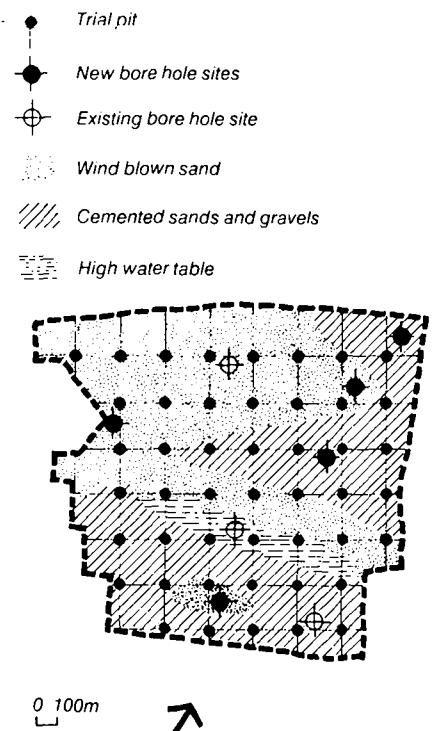 Trial pit
New bore hole sites
Existing bore hole site
Wind blown sand
Cemented sands and gravels
High water table
0 100m